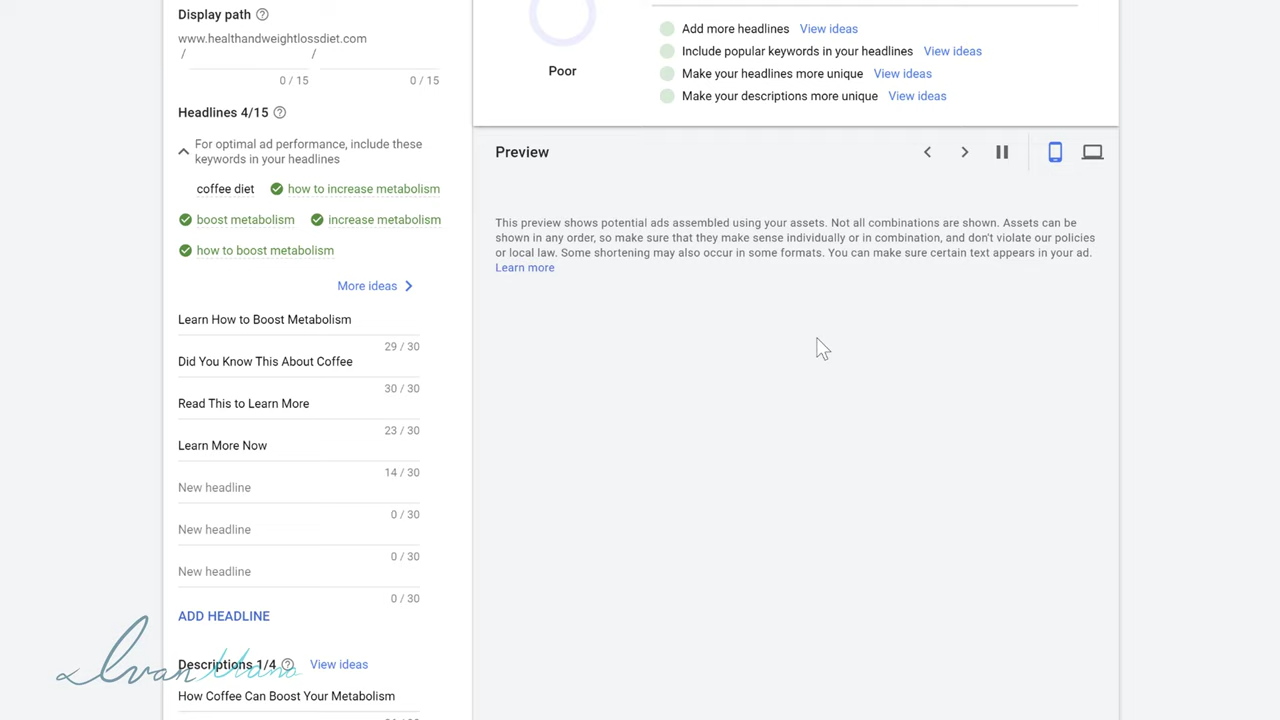 Display path
www.healthandweightlossdiet.com
/ /
0 / 15 0 / 15
Headlines 4/15
For optimal ad performance, include these
keywords in your headlines
coffee diet how to increase metabolism
boost metabolism increase metabolism
how to boost metabolism
More ideas
Learn How to Boost Metabolism
29 / 30
Did You Know This About Coffee
30 / 30
Read This to Learn More
23 / 30
Learn More Now
14 / 30
New headline
0 / 30
New headline
0 / 30
New headline
0 / 30
ADD HEADLINE
Descriptions 1/4 View ideas
How Coffee Can Boost Your Metabolism
Poor
Add more headlines View ideas
Include popular keywords in your headlines View ideas
Make your headlines more unique View ideas
Make your descriptions more unique View ideas
Preview
This preview shows potential ads assembled using your assets. Not all combinations are shown. Assets can be
shown in any order, so make sure that they make sense individually or in combination, and don't violate our policies
or local law. Some shortening may also occur in some formats. You can make sure certain text appears in your ad.
Learn more
Ivan Mana